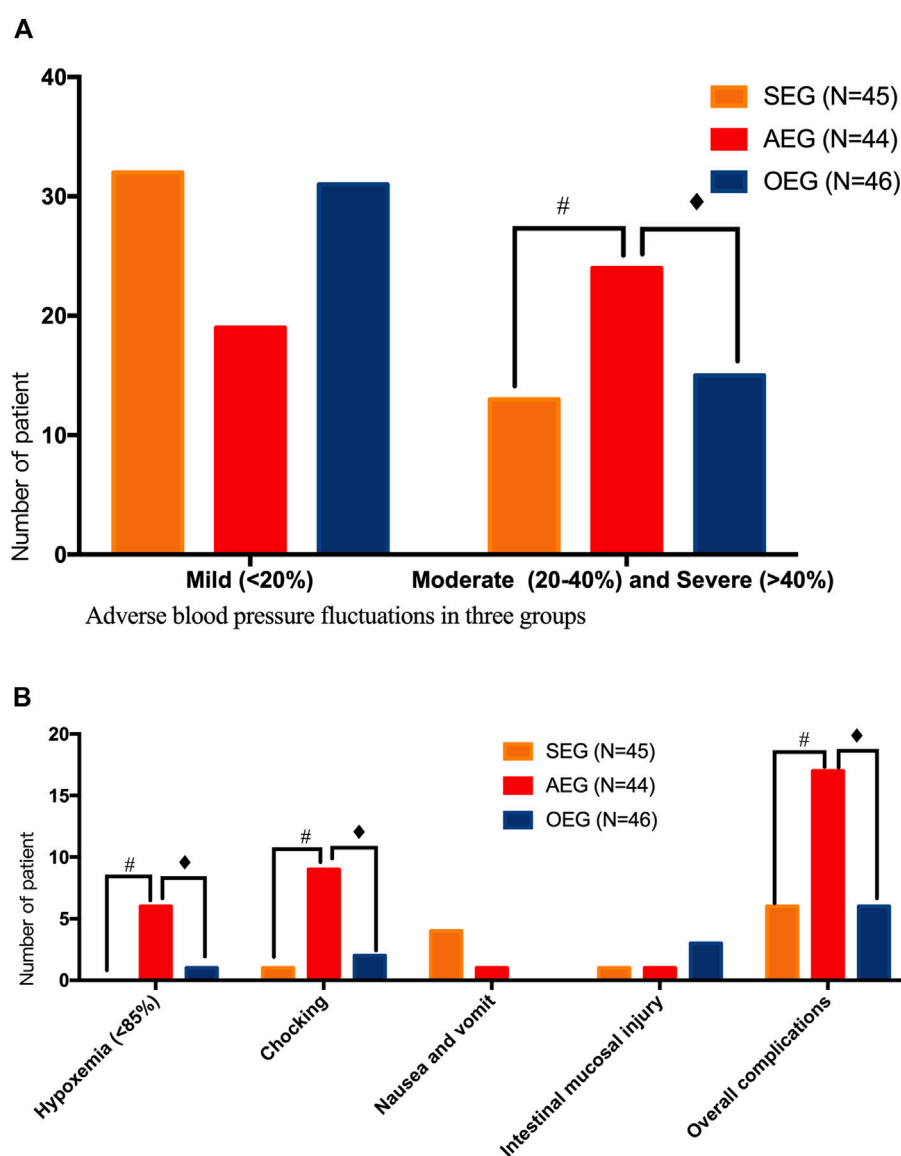 A
40
30
20
10
0
Number of patient
SEG (N=45)
AEG (N=44)
OEG (N=46)
# ♦
Mild (<20%) Moderate (20-40%) and Severe (>40%)
Adverse blood pressure fluctuations in three groups
B
20
15
10
5
0
Number of patient
SEG (N=45)
AEG (N=44)
OEG (N=46)
# ♦
# ♦
# ♦
Hypoxemia (<85%)
Chocking
Nausea and vomit
Intestinal mucosal injury
Overall complications